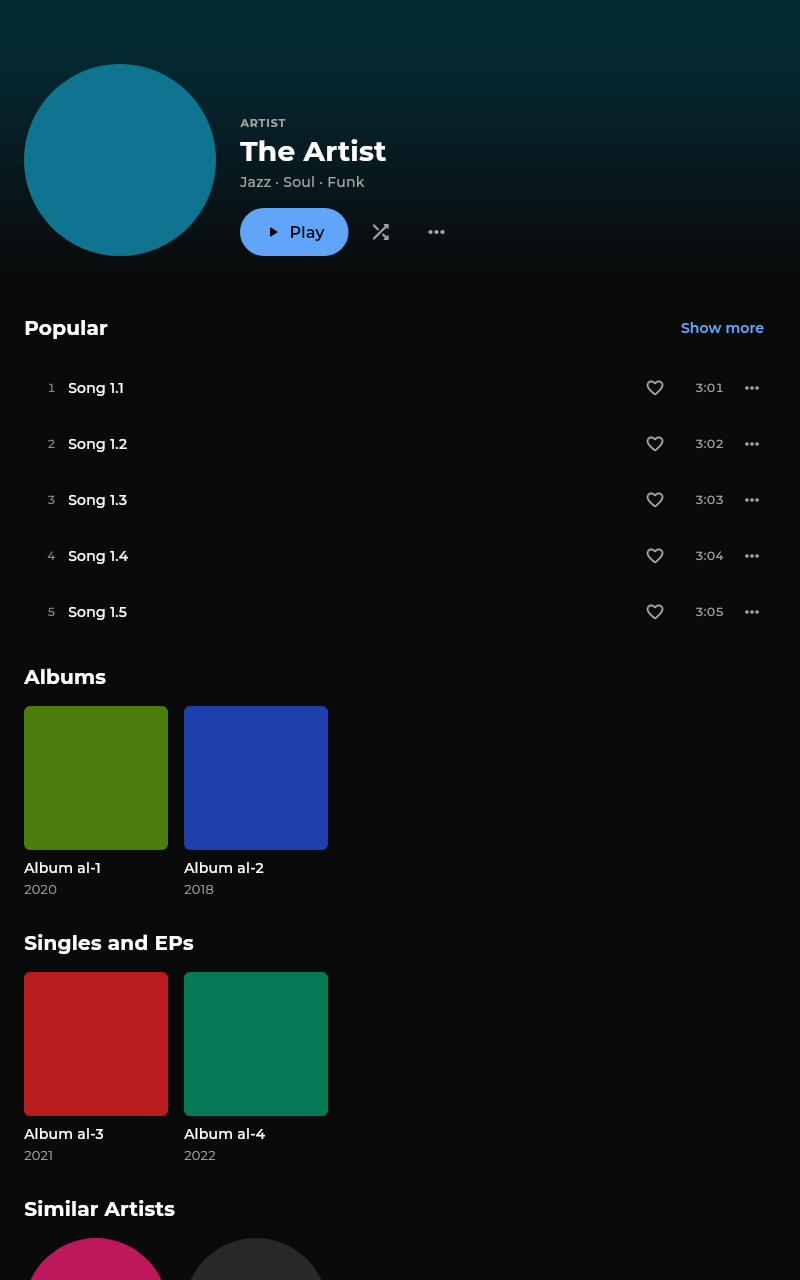 ARTIST
The Artist
Jazz · Soul · Funk
Play
Popular
Show more
1 Song 1.1 3:01
2 Song 1.2 3:02
3 Song 1.3 3:03
4 Song 1.4 3:04
5 Song 1.5 3:05
Albums
Album al-1 Album al-2
2020 2018
Singles and EPs
Album al-3 Album al-4
2021 2022
Similar Artists